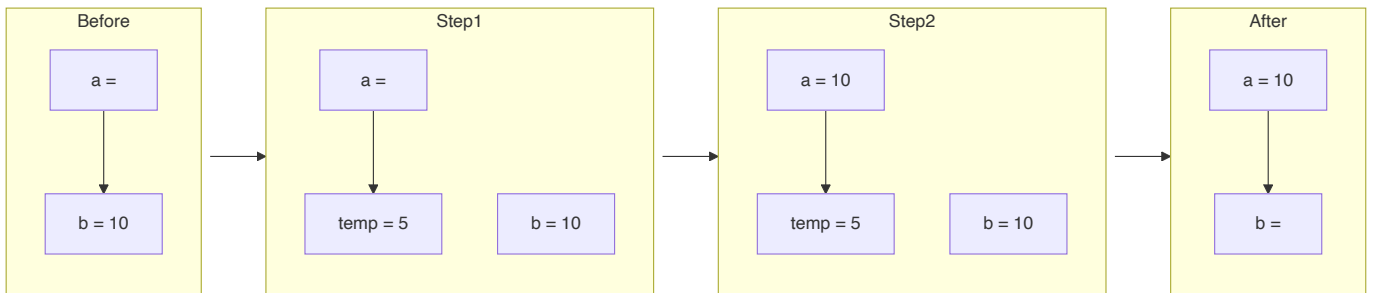 Before
a =
b = 10
Step1
a =
temp = 5
b = 10
Step2
a = 10
temp = 5
b = 10
After
a = 10
b =